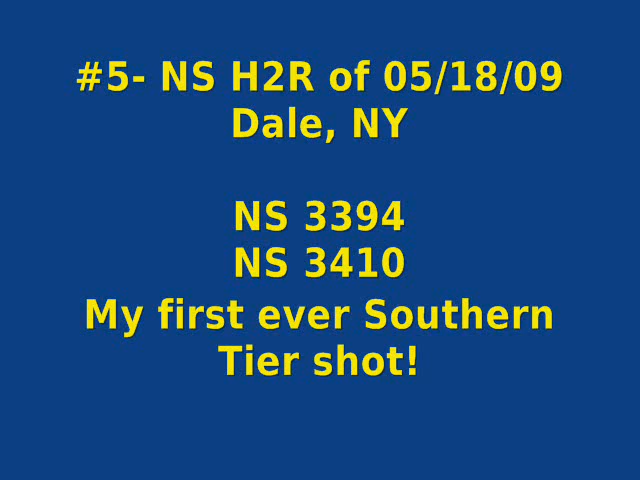 #5- NS H2R of 05/18/09
Dale, NY
NS 3394
NS 3410
My first ever Southern
Tier shot!